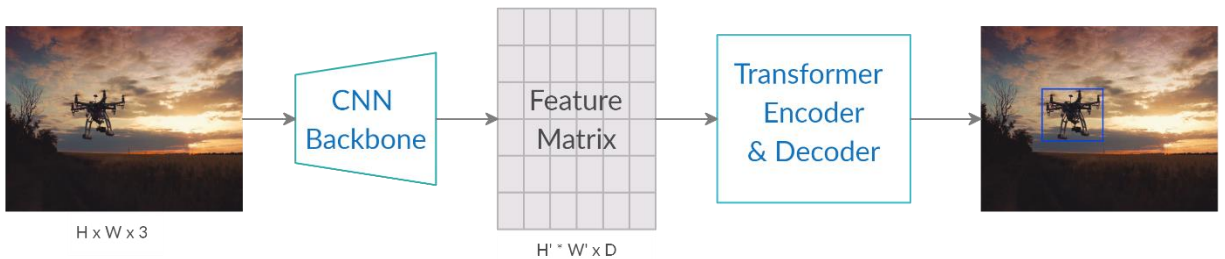 CNN
Backbone
Feature
Matrix
Transformer
Encoder
& Decoder
H x W x 3
H' * W' x D